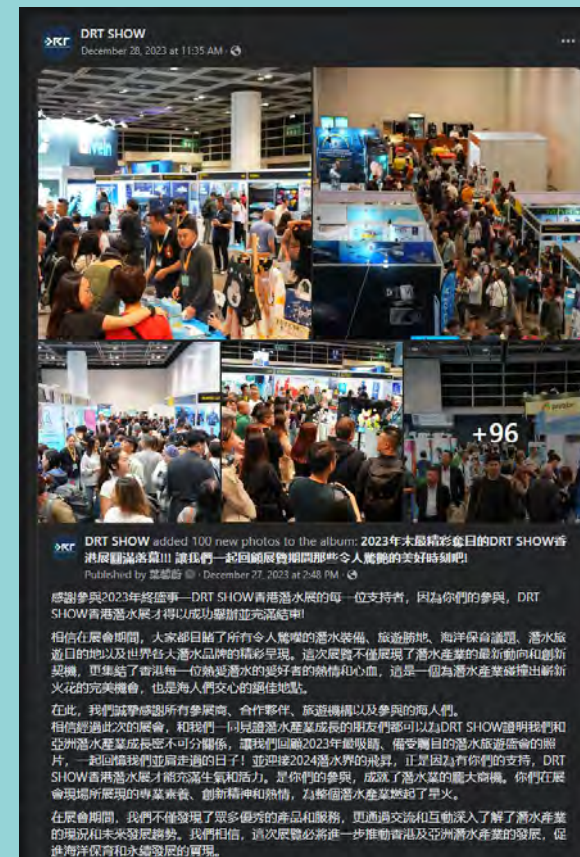 DRT SHOW
December 28, 2023 at 11:35 AM
+96
DRT SHOW added 100 new photos to the album: 2023年末最精彩奪目的DRT SHOW香
港展圓滿落幕!!! 讓我們一起回顧展覽期間那些令人驚艷的美好時刻吧!
Published by
December 27, 2023 at 2:48 PM
感謝參與2023年終盛事—DRT SHOW香港潛水展的每一位支持者，因為你們的參與，DRT
SHOW香港潛水展才得以成功舉辦並完滿結束!
相信在展會期間，大家都目睹了所有令人驚嘆的潛水裝備、旅遊勝地、海洋保育議題、潛水旅
遊目的地以及世界各大潛水品牌的精彩呈現。這次展覽不僅展現了潛水產業的最新動向和創新
契機，更集結了香港每一位熱愛潛水的愛好者的熱情和心血，這是一個為潛水產業碰撞出嶄新
火花的完美機會，也是海人們交心的絕佳地點。
在此，我們誠摯感謝所有參展商、合作夥伴、旅遊機構以及參與的海人們。
相信經過此次的展會，和我們一同見證潛水產業成長的朋友們都可以為DRT SHOW證明我們和
亞洲潛水產業成長密不可分關係，讓我們回顧2023年最吸睛、備受矚目的潛水旅遊盛會的照
片，一起回憶我們並肩走過的日子！並迎接2024潛水界的飛昇，正是因為有你們的支持，DRT
SHOW香港潛水展才能充滿生氣和活力。是你們的參與，成就了潛水業的龐大商機。你們在展
會現場所展現的專業素養、創新精神和熱情，為整個潛水產業燃起了星火。
在展會期間，我們不僅發現了眾多優秀的產品和服務，更通過交流和互動深入了解了潛水產業
的現況和未來發展趨勢。我們相信，這次展覽必將進一步推動香港及亞洲潛水產業的發展，促
進海洋保育和永續發展的實現。